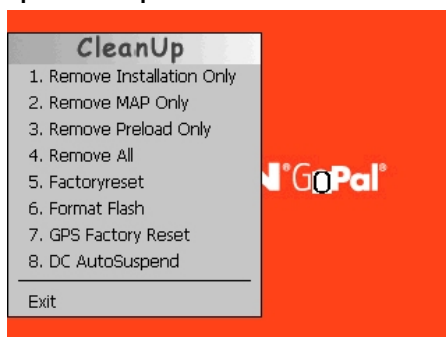 CleanUp
1. Remove Installation Only
2. Remove MAP Only
3. Remove Preload Only
4. Remove All
5. Factoryreset
6. Format Flash
7. GPS Factory Reset
8. DC AutoSuspend
Exit
N®GoPal®